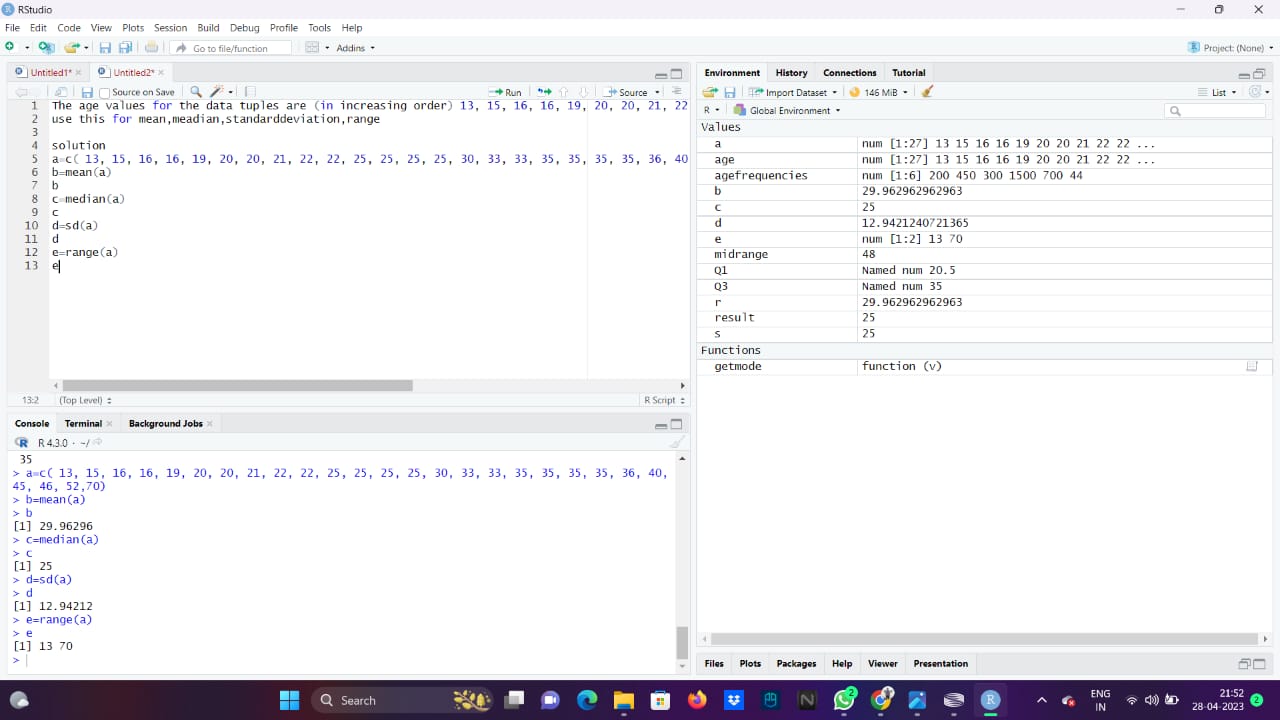 RStudio
File Edit Code View Plots Session Build Debug Profile Tools Help
Go to file/function Addins Project: (None)
Untitled1* Untitled2*
Source on Save Run Source
1 The age values for the data tuples are (in increasing order) 13, 15, 16, 16, 19, 20, 20, 21, 22
2 use this for mean,meadian,standarddeviation,range
3
4 solution
5 a=c( 13, 15, 16, 16, 19, 20, 20, 21, 22, 22, 25, 25, 25, 25, 30, 33, 33, 35, 35, 35, 35, 36, 40
6 b=mean(a)
7 b
8 c=median(a)
9 c
10 d=sd(a)
11 d
12 e=range(a)
13 e
13:2 (Top Level) R Script
Console Terminal Background Jobs
R 4.3.0 · ~/
35
> a=c( 13, 15, 16, 16, 19, 20, 20, 21, 22, 22, 25, 25, 25, 25, 30, 33, 33, 35, 35, 35, 35, 36, 40,
45, 46, 52,70)
> b=mean(a)
> b
[1] 29.96296
> c=median(a)
> c
[1] 25
> d=sd(a)
> d
[1] 12.94212
> e=range(a)
> e
[1] 13 70
>
Environment History Connections Tutorial
Import Dataset 146 MiB List
R Global Environment
Values
a num [1:27] 13 15 16 16 19 20 20 21 22 22 ...
age num [1:27] 13 15 16 16 19 20 20 21 22 22 ...
agefrequencies num [1:6] 200 450 300 1500 700 44
b 29.962962962963
c 25
d 12.9421240721365
e num [1:2] 13 70
midrange 48
Q1 Named num 20.5
Q3 Named num 35
r 29.962962962963
result 25
s 25
Functions
getmode function (v)
Files Plots Packages Help Viewer Presentation
Search
2
ENG
IN
21:52
28-04-2023
2